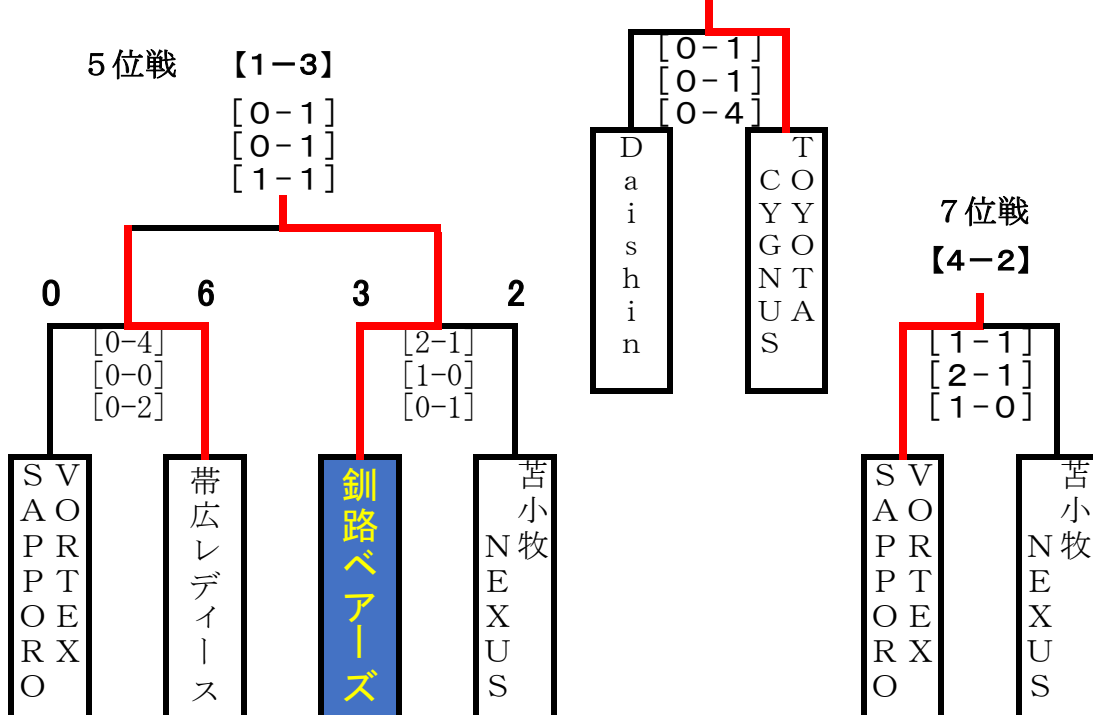 5位戦 【1-3】
[0-1]
[0-1]
[1-1]
0 6 3 2
[0-4]
[0-0]
[0-2]
[2-1]
[1-0]
[0-1]
VORTEX
SAPPORO
帯広レディース
釧路ベアーズ
苫小牧
NEXUS
[0-1]
[0-1]
[0-4]
Daishin
TOYOTA
CYGNUS
7位戦
【4-2】
[1-1]
[2-1]
[1-0]
VORTEX
SAPPORO
苫小牧
NEXUS